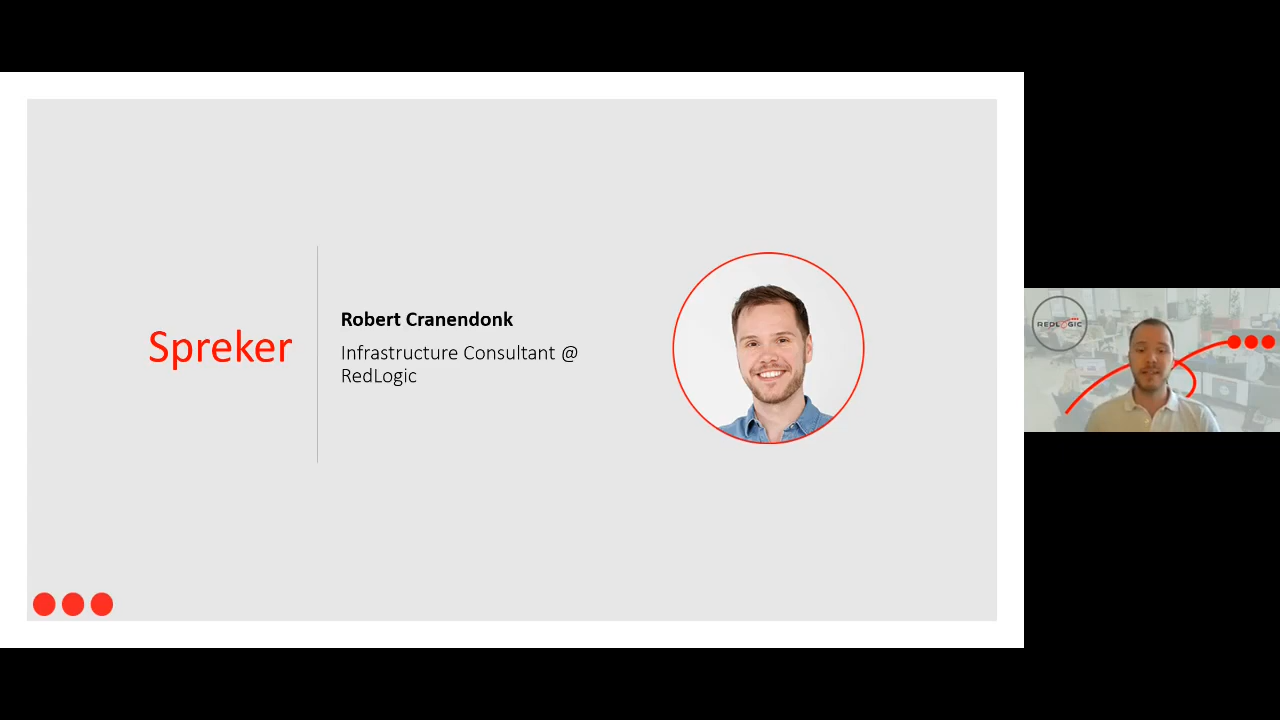 Spreker
Robert Cranendonk
Infrastructure Consultant @
RedLogic
REDLOGIC